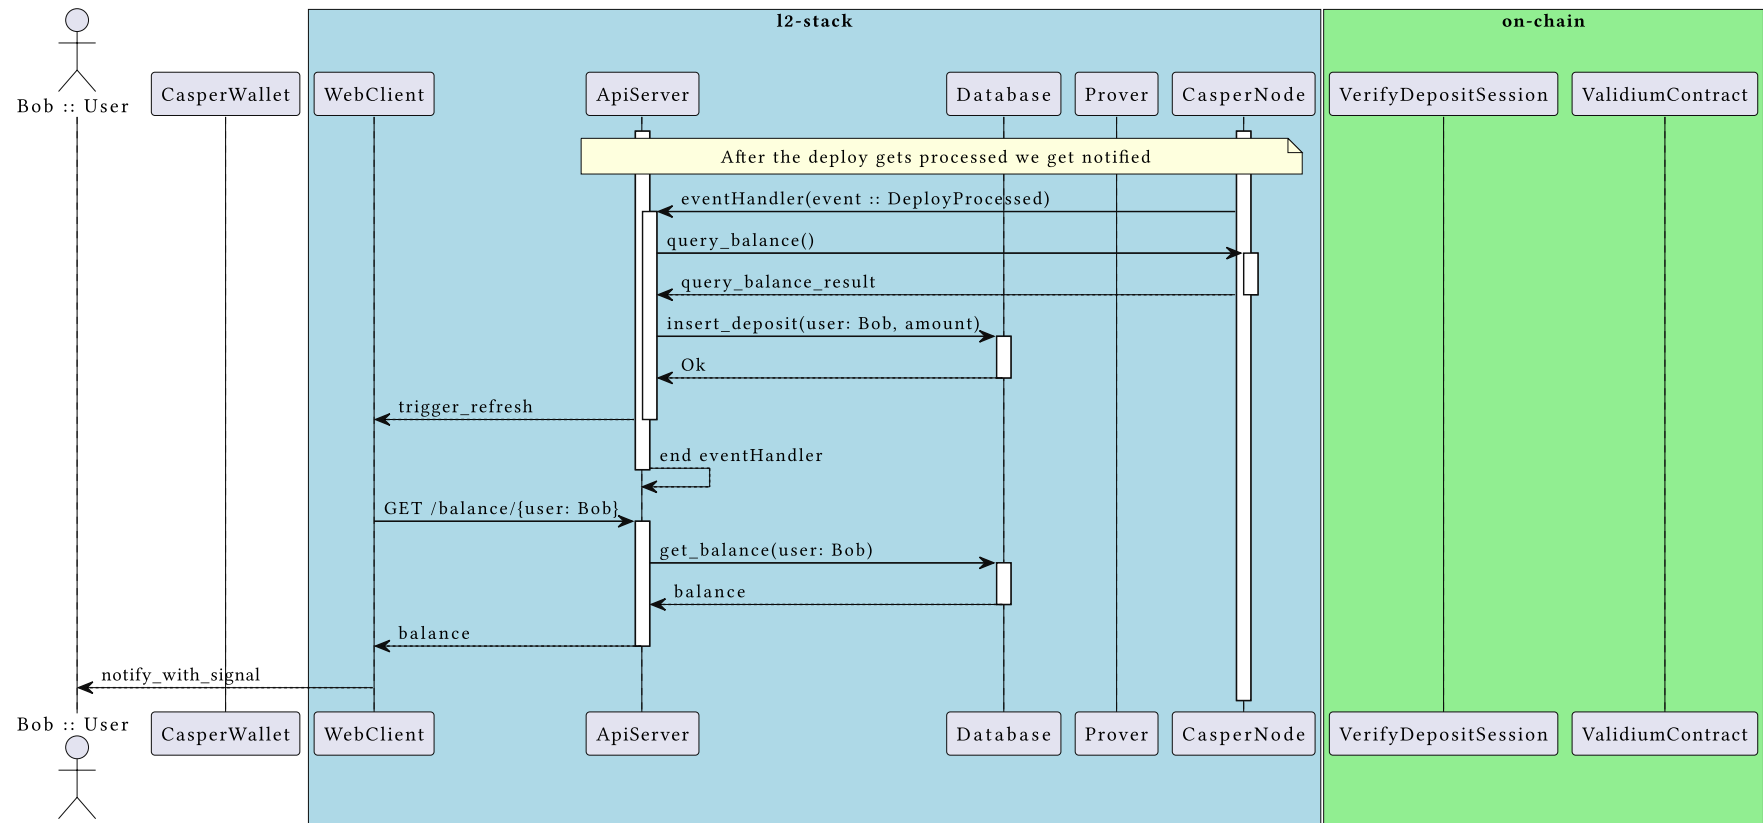 l2-stack
on-chain
Bob :: User
CasperWallet
WebClient
ApiServer
Database
Prover
CasperNode
VerifyDepositSession
ValidiumContract
After the deploy gets processed we get notified
eventHandler(event :: DeployProcessed)
query_balance()
query_balance_result
insert_deposit(user: Bob, amount)
Ok
trigger_refresh
end eventHandler
GET /balance/{user: Bob}
get_balance(user: Bob)
balance
balance
notify_with_signal
Bob :: User
CasperWallet
WebClient
ApiServer
Database
Prover
CasperNode
VerifyDepositSession
ValidiumContract